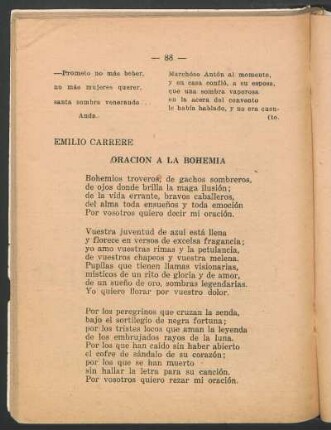 — 88 —
—Prometo no más beber,
no más mujeres querer,
santa sombra veneranda...
Anda.
Marchóse Antón al momento,
y en casa confió, a su esposa,
que una sombra vaporosa
en la acera del convento
le había hablado, y no era cuen-
(to.
EMILIO CARRERE
ORACION A LA BOHEMIA
Bohemios troveros, de gachos sombreros,
de ojos donde brilla la maga ilusión;
de la vida errante, bravos caballeros,
del alma toda ensueños y toda emoción
Por vosotros quiero decir mi oración.
Vuestra juventud de azul está llena
y florece en versos de excelsa fragancia;
yo amo vuestras rimas y la petulancia,
de vuestros chapeos y vuestra melena.
Pupilas que tienen llamas visionarias,
místicos de un rito de gloria y de amor,
de un sueño de oro, sombras legendarias.
Yo quiero llorar por vuestro dolor.
Por los peregrinos que cruzan la senda,
bajo el sortilegio de negra fortuna;
por los tristes locos que aman la leyenda
de los embrujados rayos de la luna.
Por los que han caído sin haber abierto
el cofre de sándalo de su corazón;
por los que se han muerto
sin hallar la letra para su canción.
Por vosotros quiero rezar mi oración.